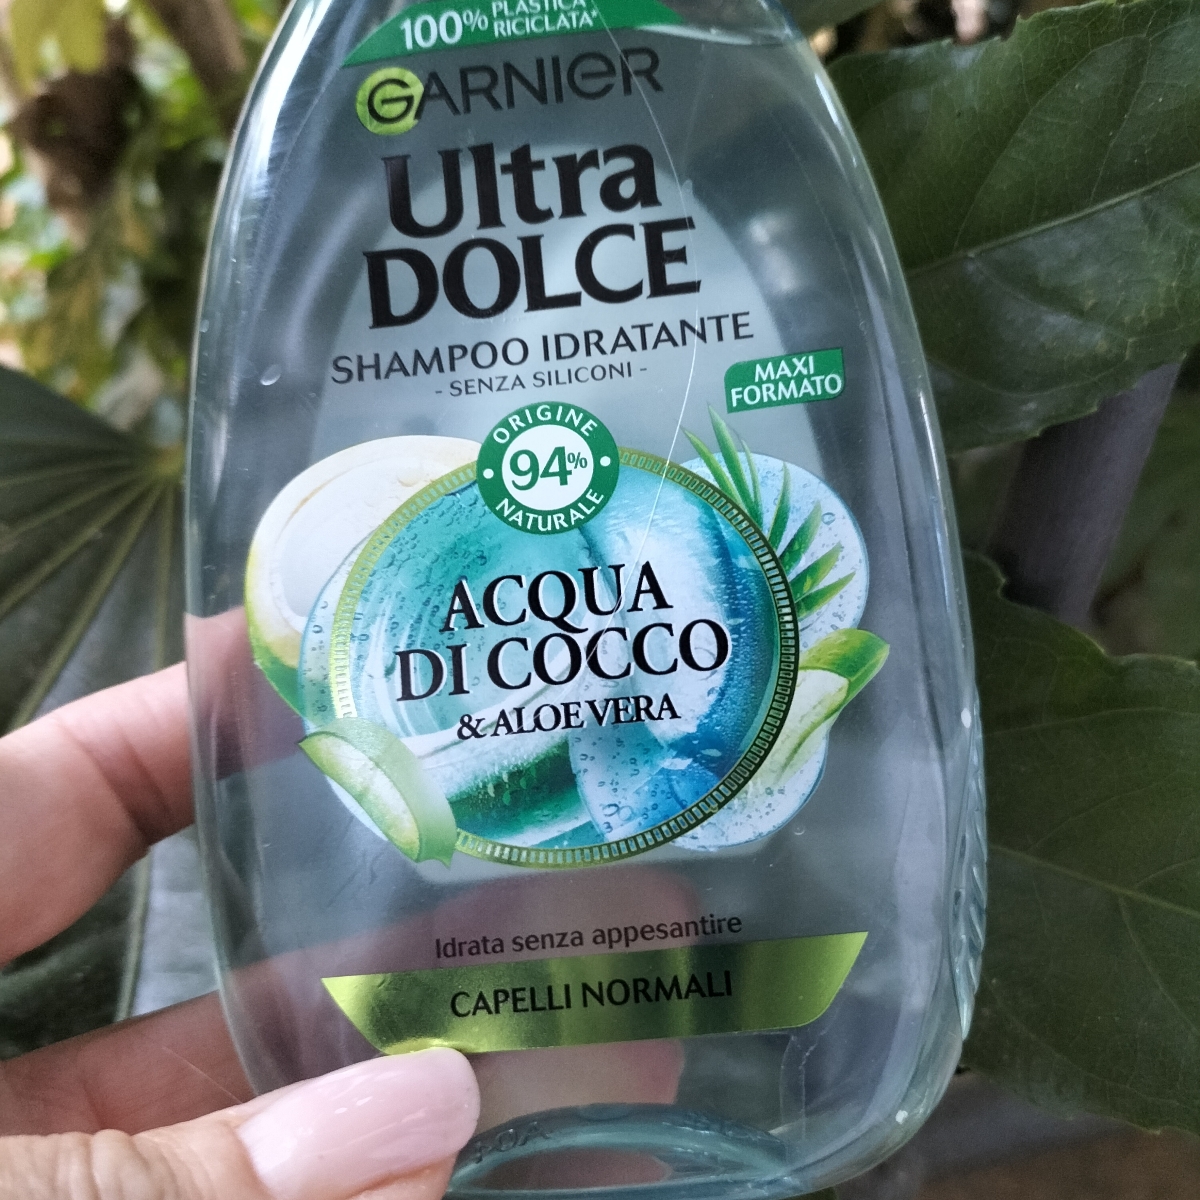 100% PLASTICA RICICLATA*
GARNIER
Ultra
DOLCE
SHAMPOO IDRATANTE
- SENZA SILICONI -
MAXI
FORMATO
ORIGINE
94%
NATURALE
ACQUA
DI COCCO
& ALOE VERA
Idrata senza appesantire
CAPELLI NORMALI